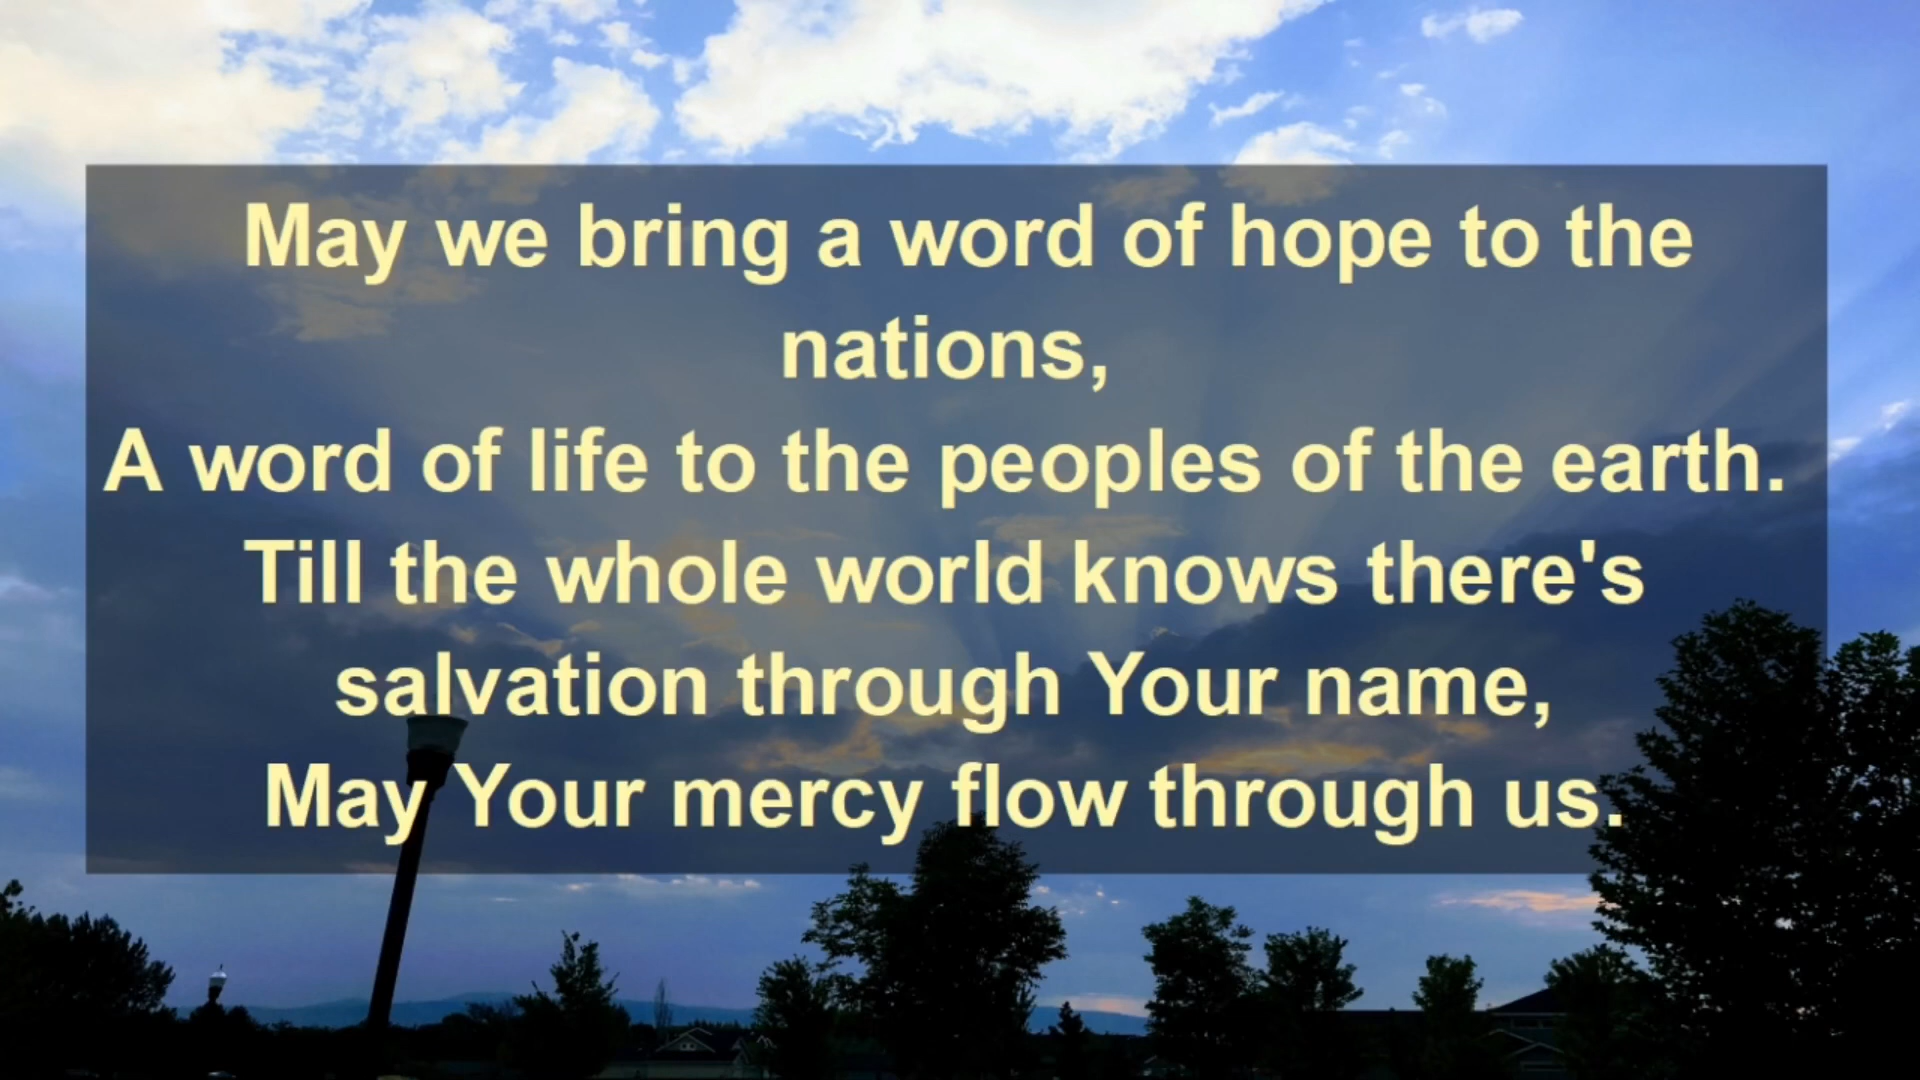 May we bring a word of hope to the
nations,
A word of life to the peoples of the earth.
Till the whole world knows there's
salvation through Your name,
May Your mercy flow through us.